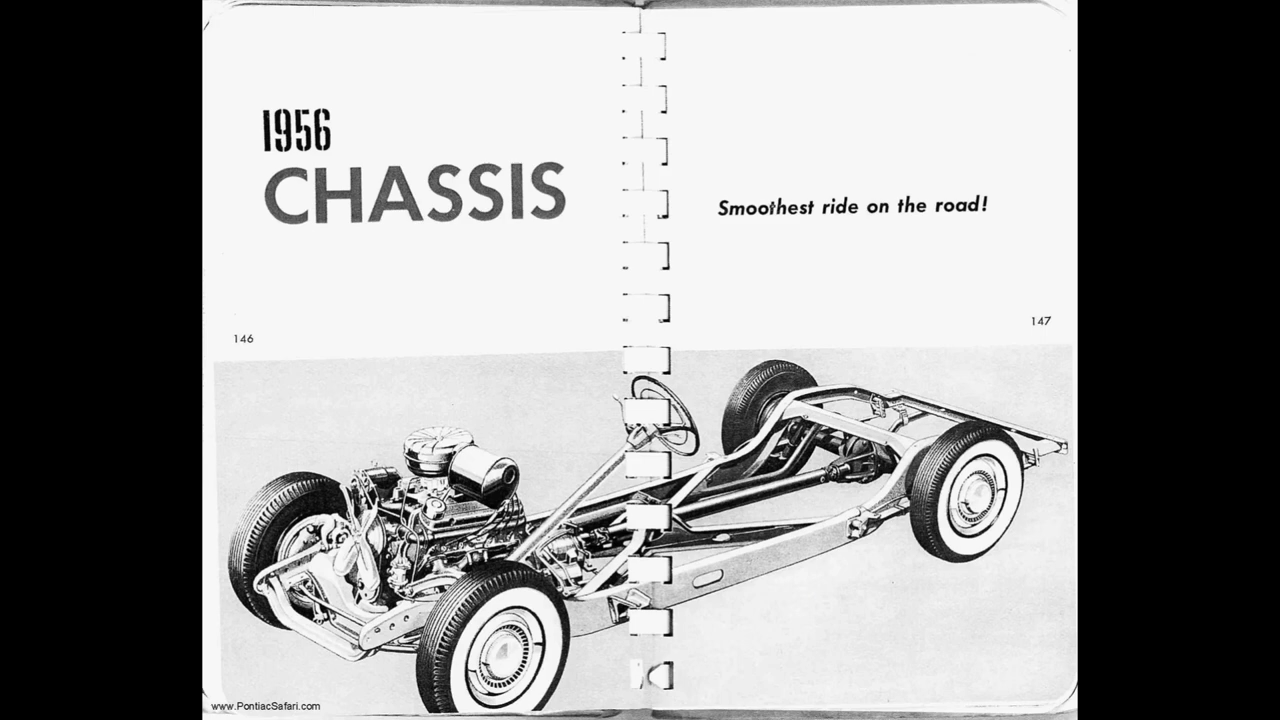 1956
CHASSIS
Smoothest ride on the road!
146
147
www.PontiacSafari.com